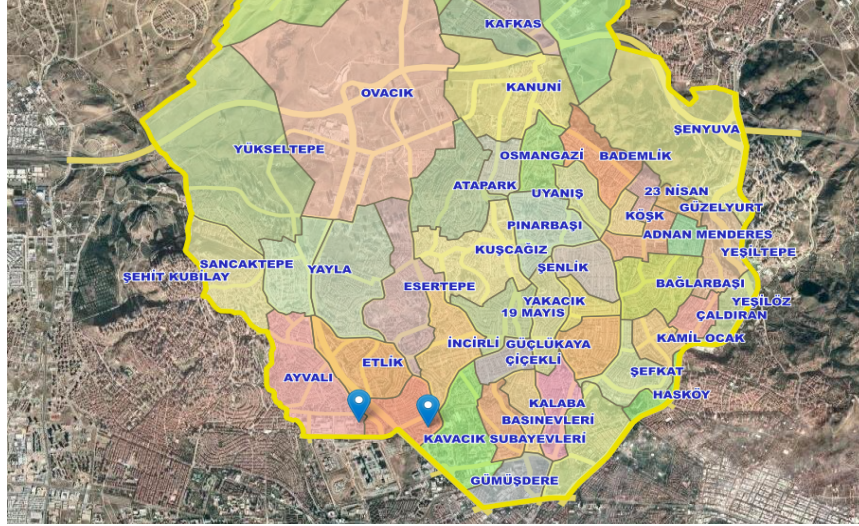 KAFKAS
OVACIK
KANUNİ
ŞENYUVA
YÜKSELTEPE
OSMANGAZİ
BADEMLİK
ATAPARK
UYANIŞ
23 NİSAN
GÜZELYURT
KÖŞK
PINARBAŞI
ADNAN MENDERES
KUŞCAĞIZ
YEŞİLTEPE
SANCAKTEPE
YAYLA
ŞENLİK
ŞEHİT KUBİLAY
ESERTEPE
BAĞLARBAŞI
YAKACIK
YEŞİLÖZ
19 MAYIS
ÇALDIRAN
İNCİRLİ
GÜÇLÜKAYA
KAMİL OCAK
ETLİK
ÇİÇEKLİ
AYVALI
ŞEFKAT
HASKÖY
KALABA
BASINEVLERİ
KAVACIK SUBAYEVLERİ
GÜMÜŞDERE